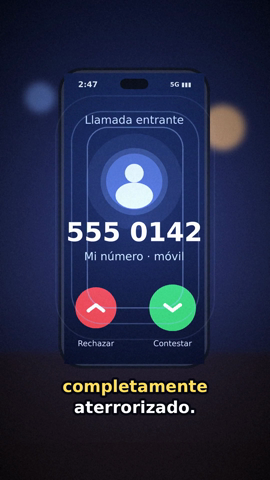 2:47
5G
Llamada entrante
555 0142
Mi número · móvil
Rechazar
Contestar
completamente
aterrorizado.